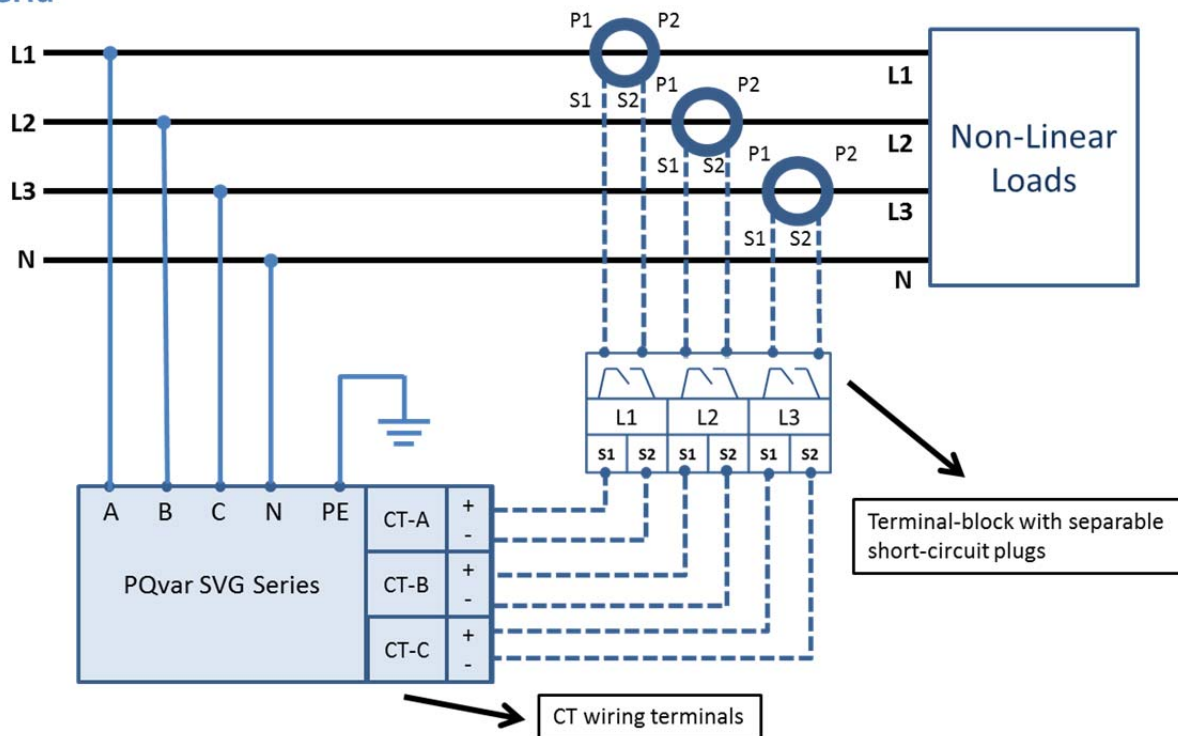 P1 P2
L1
L1
S1 S2
P1 P2
L2
L2
S1 S2
P1 P2
L3
L3
S1 S2
N
N
Non-Linear
Loads
L1 L2 L3
S1 S2 S1 S2 S1 S2
A B C N PE
CT-A + -
CT-B + -
CT-C + -
PQvar SVG Series
Terminal-block with separable
short-circuit plugs
CT wiring terminals